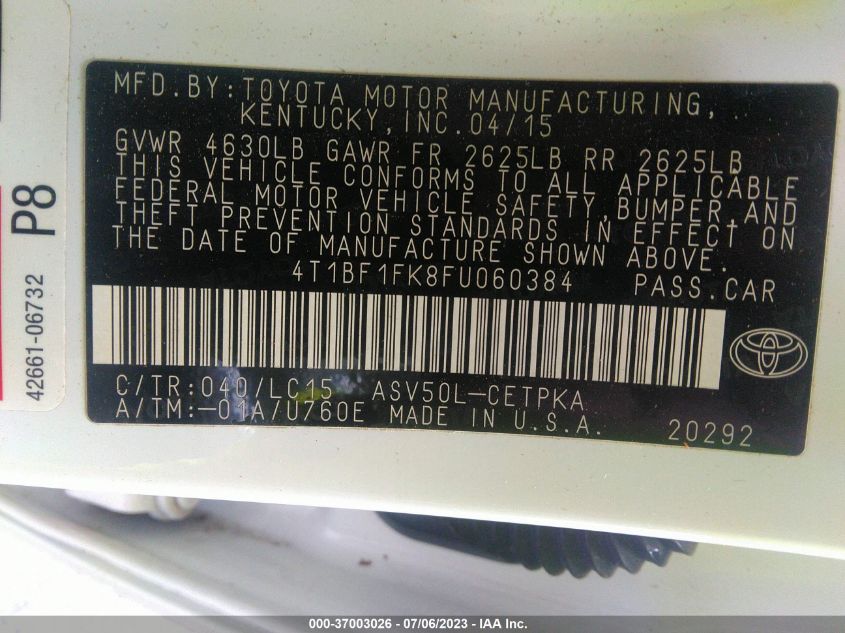 MFD.BY:TOYOTA MOTOR MANUFACTURING,
KENTUCKY,INC.04/15
GVWR 4630LB GAWR FR 2625LB RR 2625LB
THIS VEHICLE CONFORMS TO ALL APPLICABLE
FEDERAL MOTOR VEHICLE SAFETY,BUMPER,AND
THEFT PREVENTION STANDARDS IN EFFECT ON
THE DATE OF MANUFACTURE SHOWN ABOVE.
4T1BF1FK8FU060384 PASS.CAR
C/TR:040/LC15 ASV50L-CETPKA
A/TM:-01A/U760E MADE IN U.S.A. 20292
P8
42661-06732
000-37003026 - 07/06/2023 - IAA Inc.